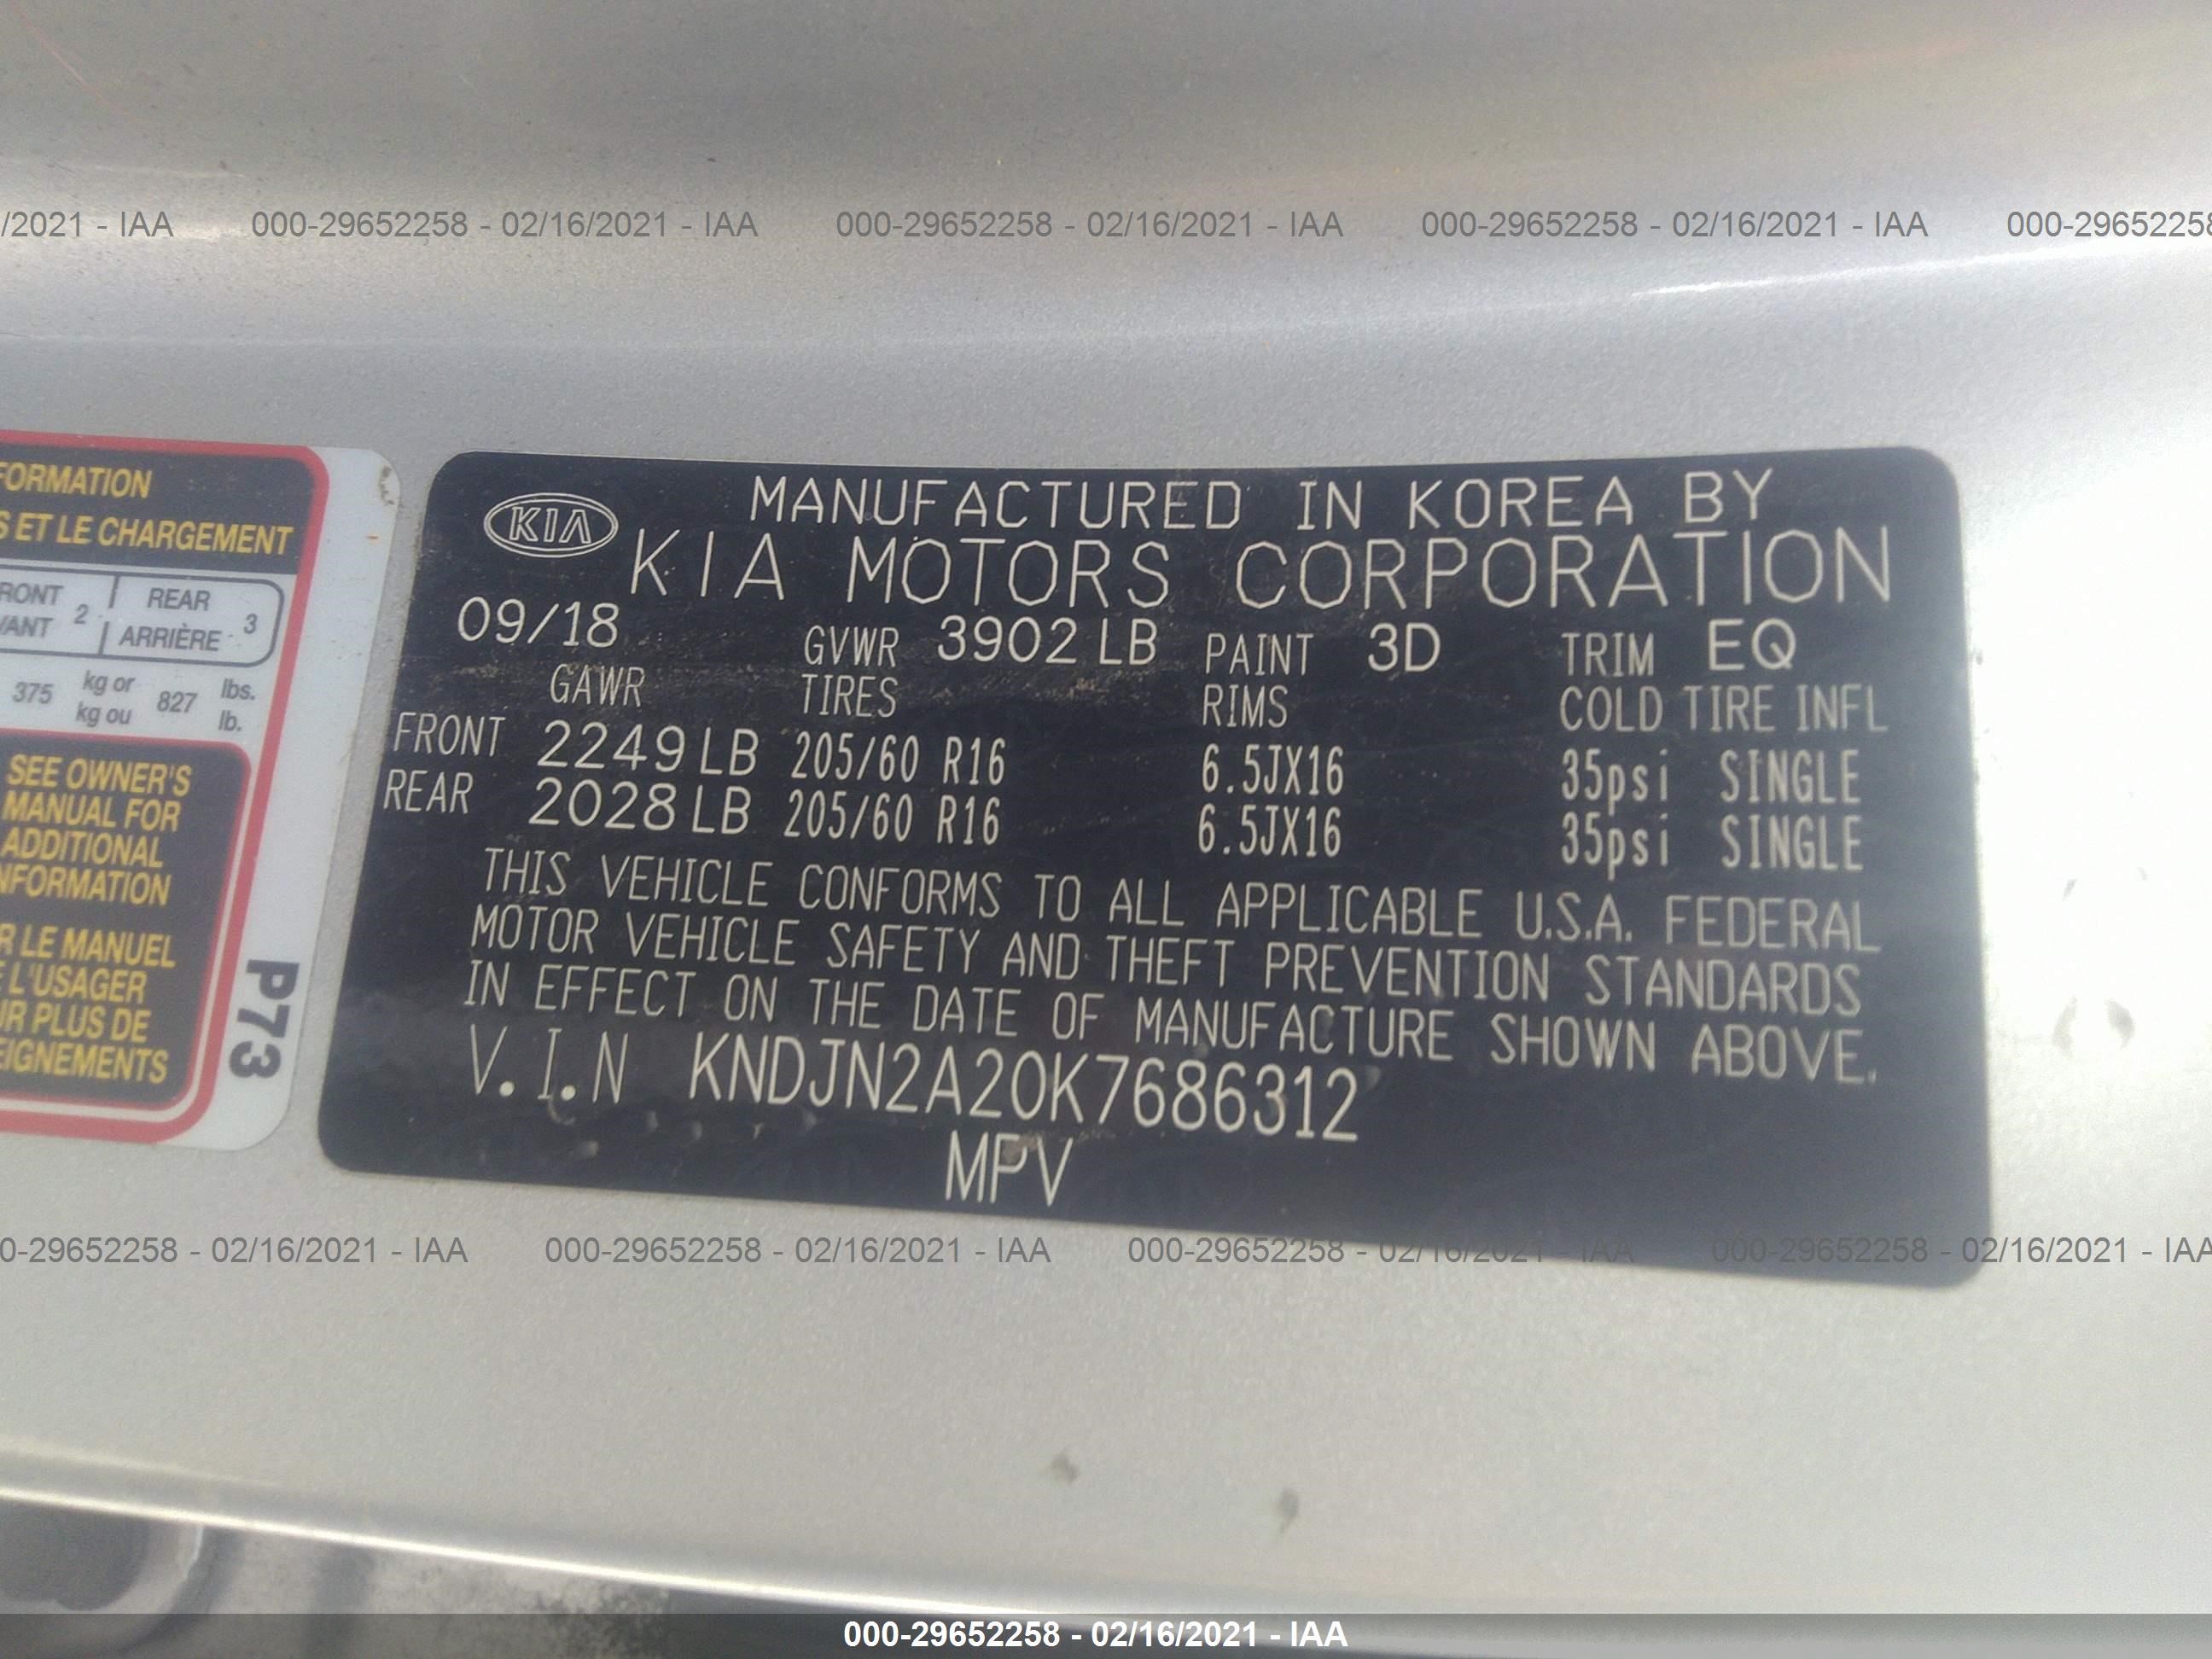 /2021 - IAA 000-29652258 - 02/16/2021 - IAA 000-29652258 - 02/16/2021 - IAA 000-29652258 - 02/16/2021 - IAA 000-29652258
FORMATION
S ET LE CHARGEMENT
RONT 2 REAR 3
VANT ARRIÈRE
375 kg or 827 lbs.
kg ou lb.
SEE OWNER'S
MANUAL FOR
ADDITIONAL
NFORMATION
R LE MANUEL
E L'USAGER
UR PLUS DE
EIGNEMENTS
P73
KIA
MANUFACTURED IN KOREA BY
KIA MOTORS CORPORATION
09/18 GVWR 3902 LB PAINT 3D TRIM EQ
GAWR TIRES RIMS COLD TIRE INFL
FRONT 2249 LB 205/60 R16 6.5JX16 35psi SINGLE
REAR 2028 LB 205/60 R16 6.5JX16 35psi SINGLE
THIS VEHICLE CONFORMS TO ALL APPLICABLE U.S.A. FEDERAL
MOTOR VEHICLE SAFETY AND THEFT PREVENTION STANDARDS
IN EFFECT ON THE DATE OF MANUFACTURE SHOWN ABOVE.
V.I.N KNDJN2A20K7686312
MPV
0-29652258 - 02/16/2021 - IAA 000-29652258 - 02/16/2021 - IAA 000-29652258 - 02/16/2021 - IAA 000-29652258 - 02/16/2021 - IAA
000-29652258 - 02/16/2021 - IAA